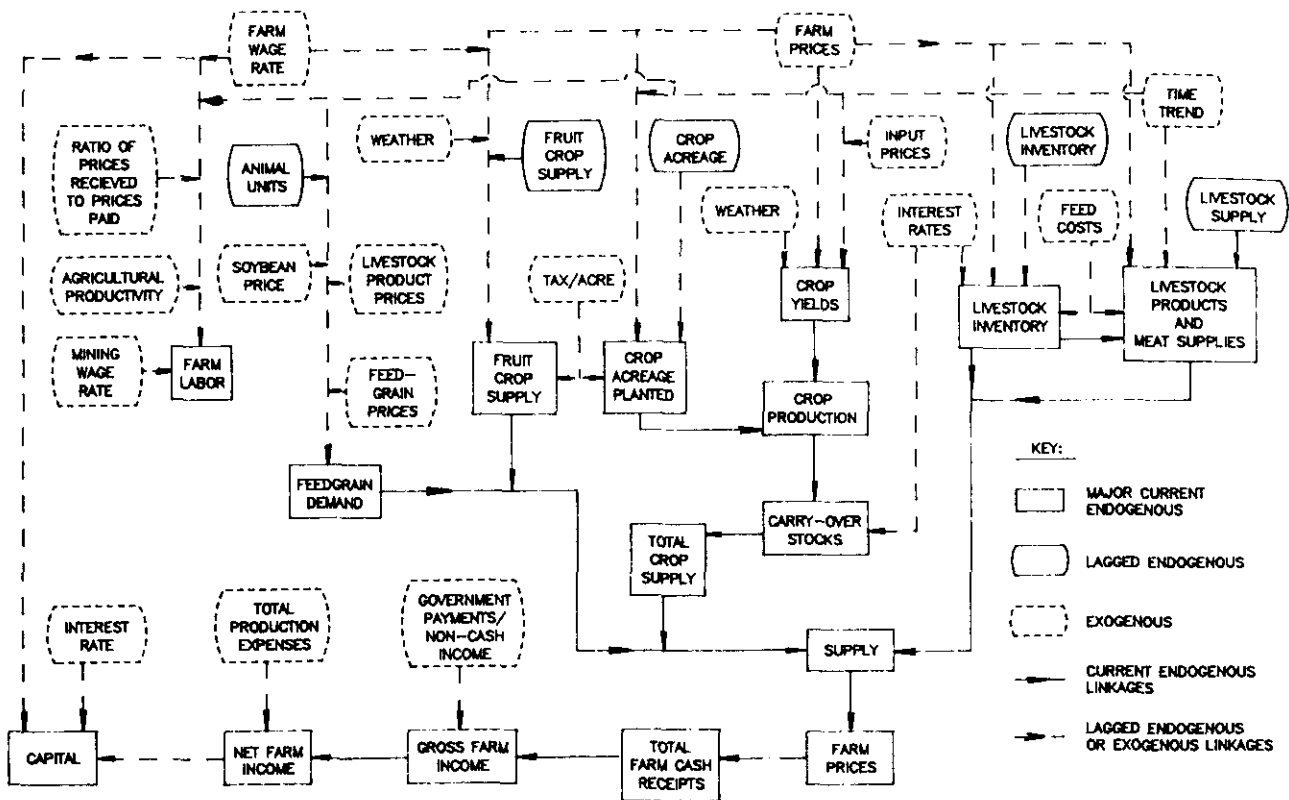 FARM
WAGE
RATE
FARM
PRICES
TIME
TREND
WEATHER
FRUIT
CROP
SUPPLY
CROP
ACREAGE
INPUT
PRICES
LIVESTOCK
INVENTORY
RATIO OF
PRICES
RECIEVED
TO PRICES
PAID
ANIMAL
UNITS
WEATHER
INTEREST
RATES
FEED
COSTS
LIVESTOCK
SUPPLY
AGRICULTURAL
PRODUCTIVITY
SOYBEAN
PRICE
LIVESTOCK
PRODUCT
PRICES
TAX/ACRE
CROP
YIELDS
LIVESTOCK
INVENTORY
LIVESTOCK
PRODUCTS
AND
MEAT SUPPLIES
MINING
WAGE
RATE
FARM
LABOR
FEED-
GRAIN
PRICES
FRUIT
CROP
SUPPLY
CROP
ACREAGE
PLANTED
CROP
PRODUCTION
FEEDGRAIN
DEMAND
TOTAL
CROP
SUPPLY
CARRY-OVER
STOCKS
INTEREST
RATE
TOTAL
PRODUCTION
EXPENSES
GOVERNMENT
PAYMENTS/
NON-CASH
INCOME
SUPPLY
CAPITAL
NET FARM
INCOME
GROSS FARM
INCOME
TOTAL
FARM CASH
RECEIPTS
FARM
PRICES
KEY:
MAJOR CURRENT
ENDOGENOUS
LAGGED ENDOGENOUS
EXOGENOUS
CURRENT ENDOGENOUS
LINKAGES
LAGGED ENDOGENOUS
OR EXOGENOUS LINKAGES